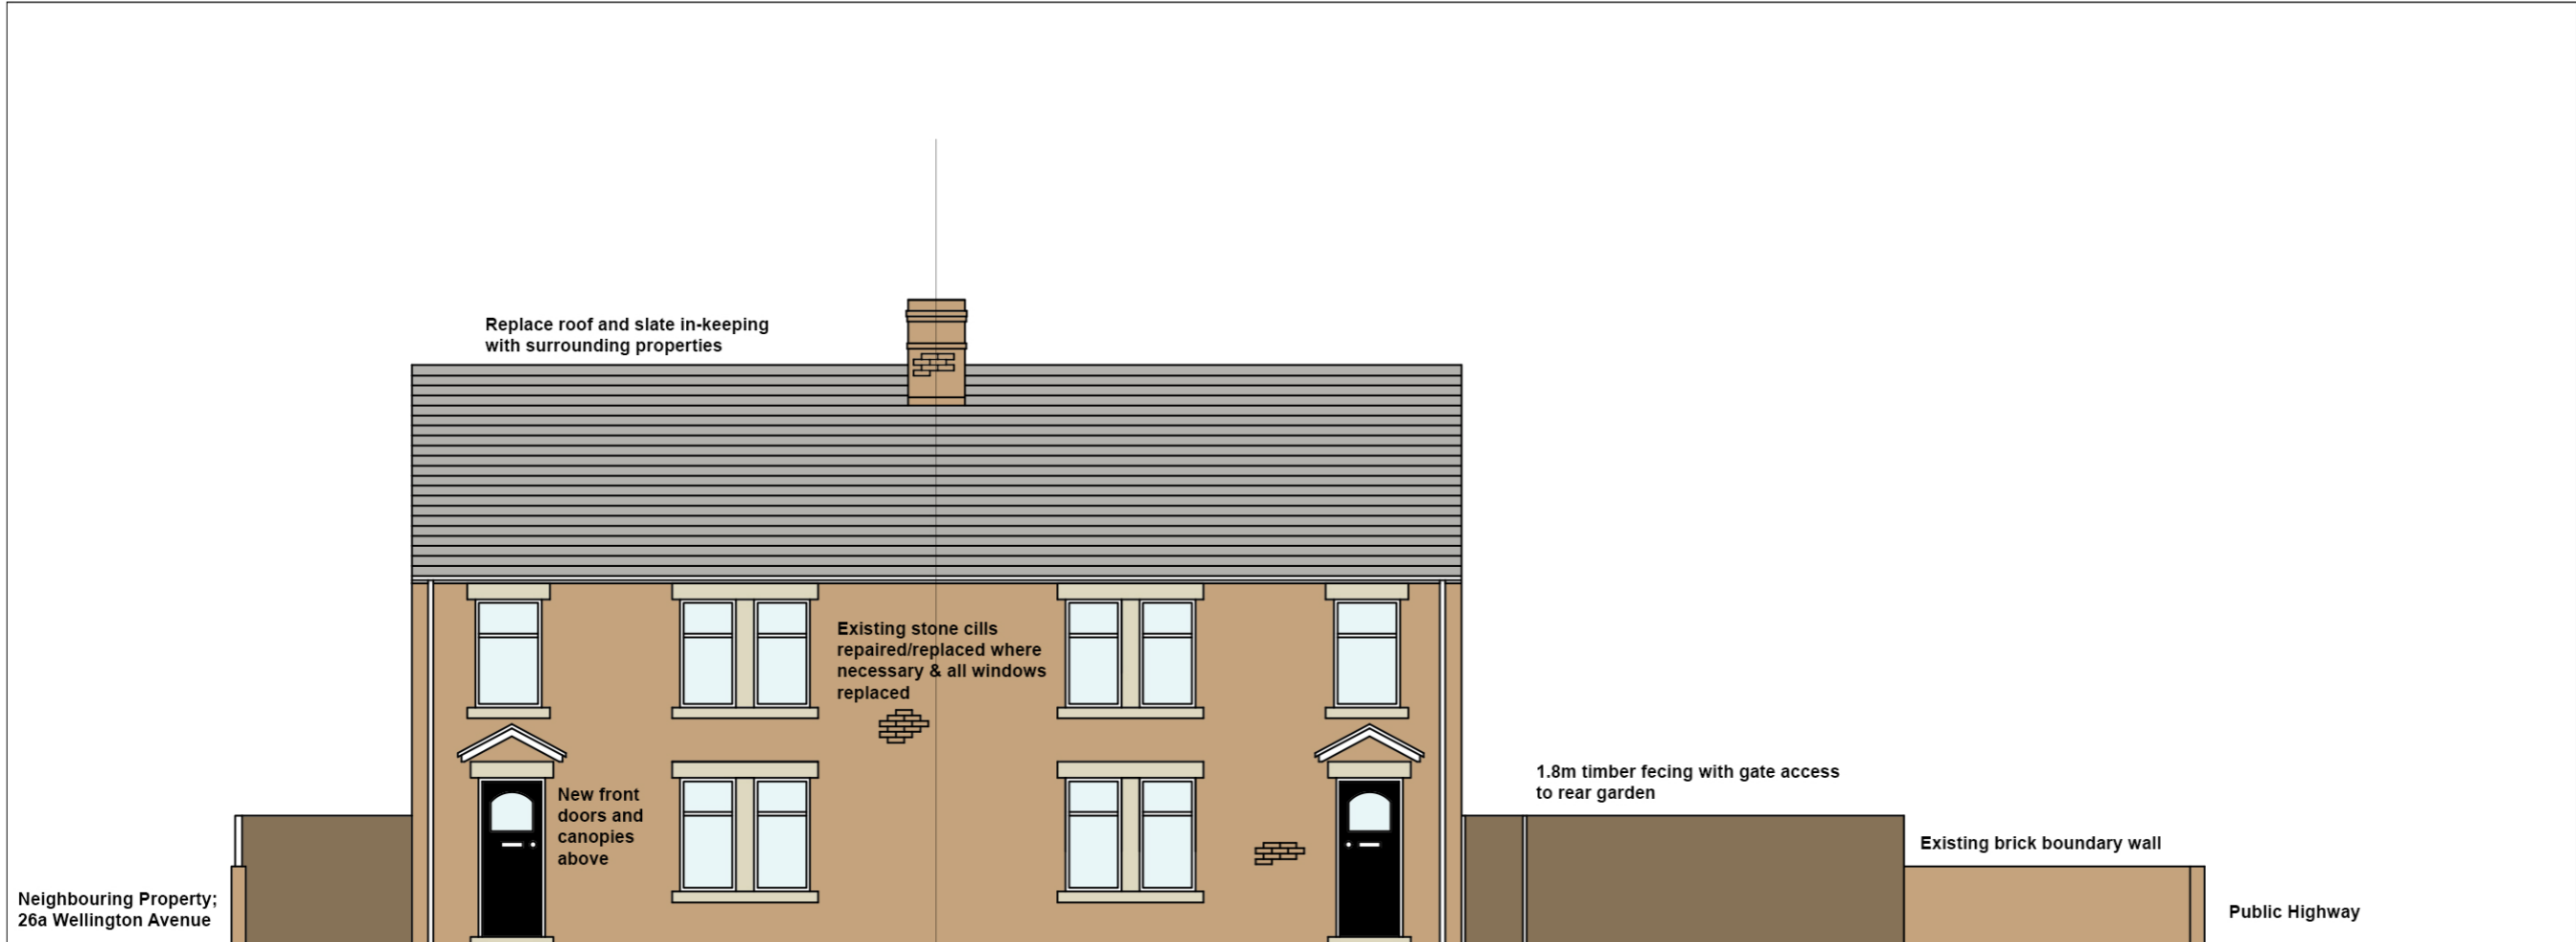 Replace roof and slate in-keeping
with surrounding properties
Existing stone cills
repaired/replaced where
necessary & all windows
replaced
New front
doors and
canopies
above
1.8m timber fecing with gate access
to rear garden
Existing brick boundary wall
Neighbouring Property;
26a Wellington Avenue
Public Highway